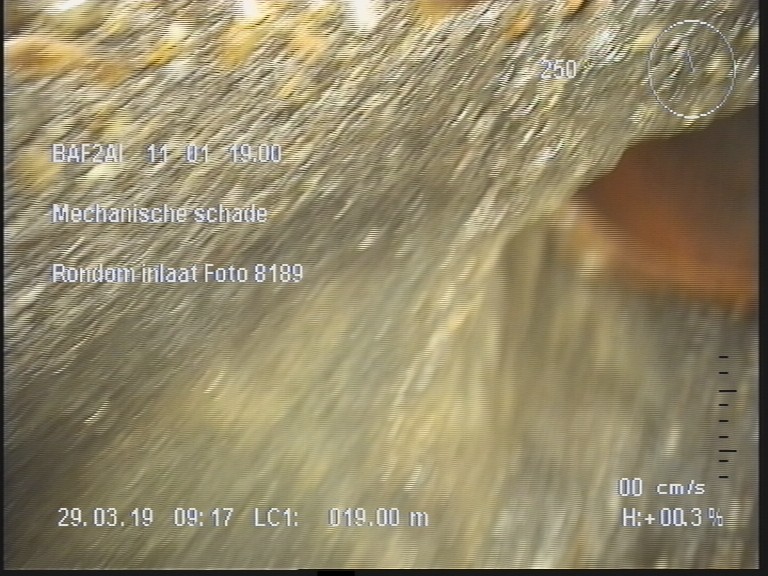 250
BAF2AI 11 01 19.00
Mechanische schade
Rondom inlaat Foto 8189
00 cm/s
29.03.19 09:17 LC1: 019.00 m H:+00.3 %